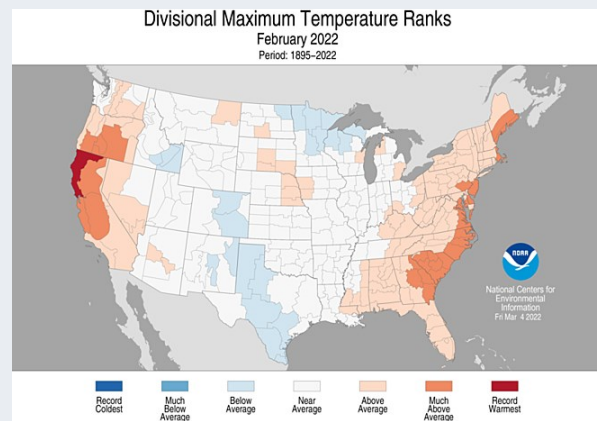 Divisional Maximum Temperature Ranks
February 2022
Period: 1895–2022
NOAA
National Centers for
Environmental
Information
Fri Mar 4 2022
Record
Coldest
Much
Below
Average
Below
Average
Near
Average
Above
Average
Much
Above
Average
Record
Warmest